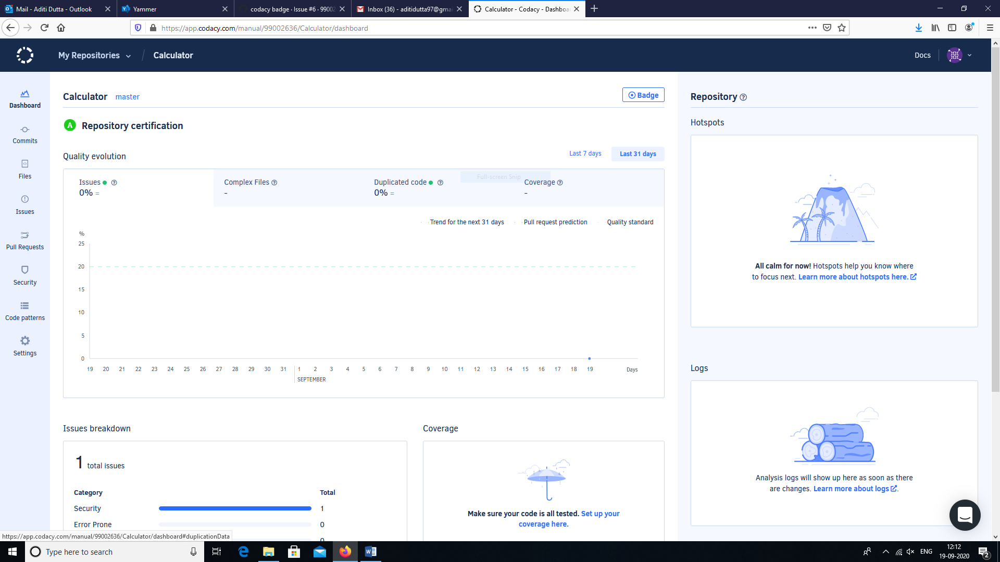 Mail - Aditi Dutta - Outlook
Yammer
codacy badge · Issue #6 · 99002
Inbox (36) - aditidutta97@gmai
Calculator - Codacy - Dashboa
https://app.codacy.com/manual/99002636/Calculator/dashboard
My Repositories / Calculator
Docs
Dashboard
Commits
Files
Issues
Pull Requests
Security
Code patterns
Settings
Calculator master
Badge
A Repository certification
Quality evolution
Last 7 days
Last 31 days
Issues
0% =
Complex Files
-
Duplicated code
0% =
Full-screen Snip
Coverage
-
Trend for the next 31 days
Pull request prediction
Quality standard
%
25
20
15
10
5
0
19 20 21 22 23 24 25 26 27 28 29 30 31 1 2 3 4 5 6 7 8 9 10 11 12 13 14 15 16 17 18 19 Days
SEPTEMBER
Issues breakdown
1 total issues
Category Total
Security 1
Error Prone 0
0
Coverage
Make sure your code is all tested. Set up your
coverage here.
Repository
Hotspots
All calm for now! Hotspots help you know where
to focus next. Learn more about hotspots here.
Logs
Analysis logs will show up here as soon as there
are changes. Learn more about logs.
https://app.codacy.com/manual/99002636/Calculator/dashboard#duplicationData
Type here to search
ENG
12:12
19-09-2020
2